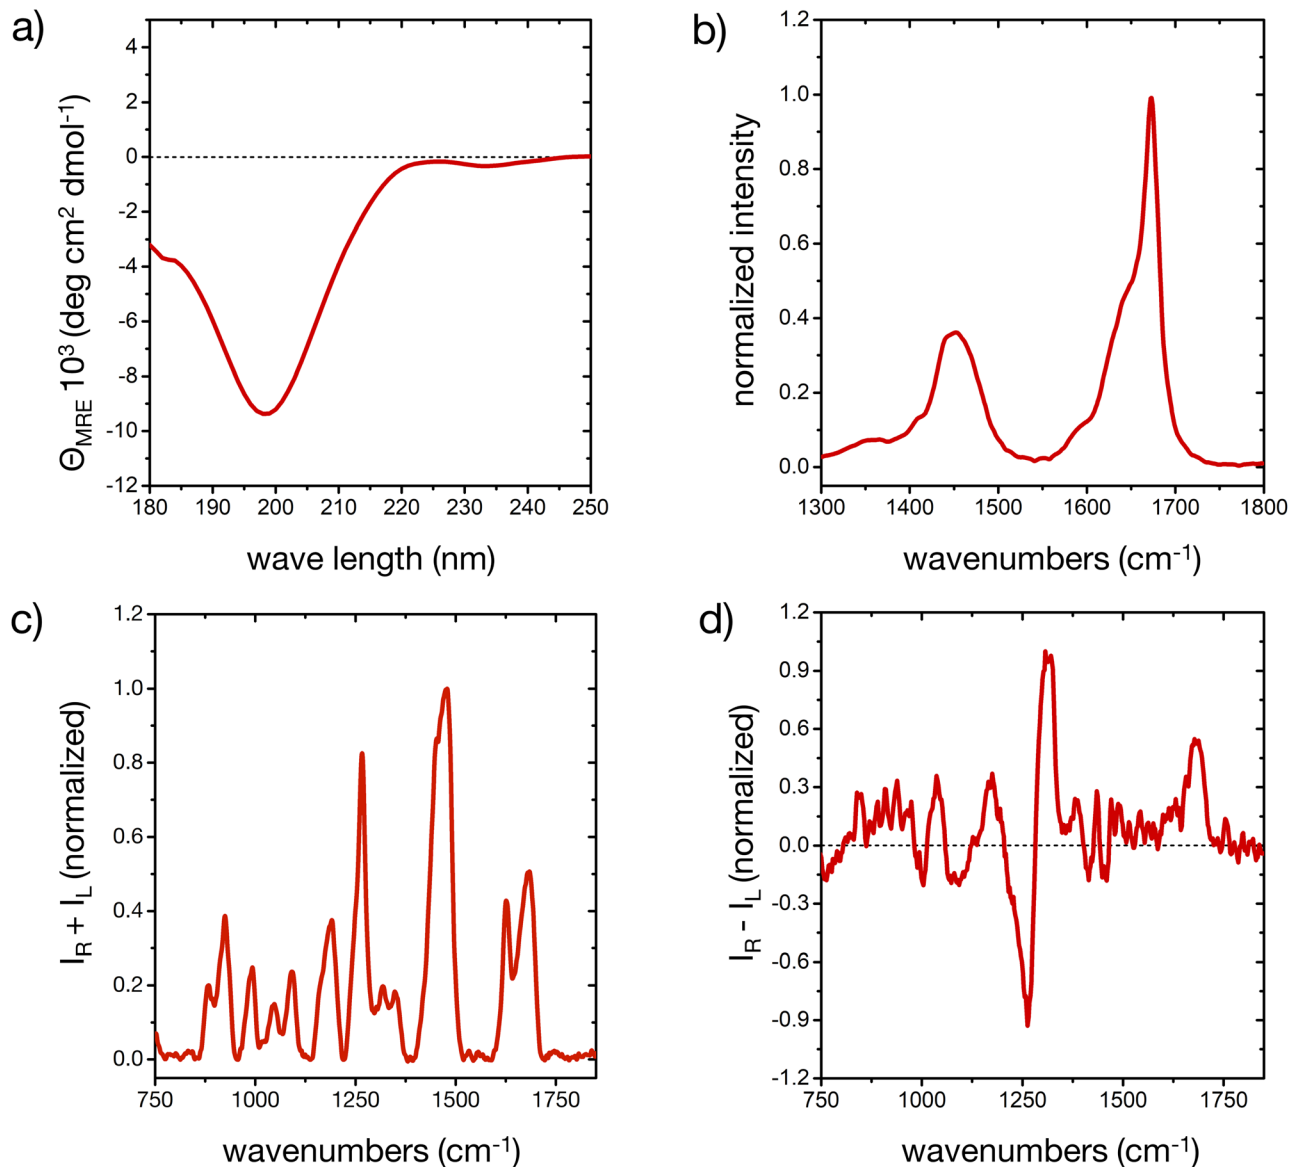 a)
4
2
0
-2
-4
-6
-8
-10
-12
Θ_MRE 10³ (deg cm² dmol⁻¹)
180 190 200 210 220 230 240 250
wave length (nm)
b)
1.2
1.0
0.8
0.6
0.4
0.2
0.0
normalized intensity
1300 1400 1500 1600 1700 1800
wavenumbers (cm⁻¹)
c)
1.2
1.0
0.8
0.6
0.4
0.2
0.0
I_R + I_L (normalized)
750 1000 1250 1500 1750
wavenumbers (cm⁻¹)
d)
1.2
0.9
0.6
0.3
0.0
-0.3
-0.6
-0.9
-1.2
I_R - I_L (normalized)
750 1000 1250 1500 1750
wavenumbers (cm⁻¹)